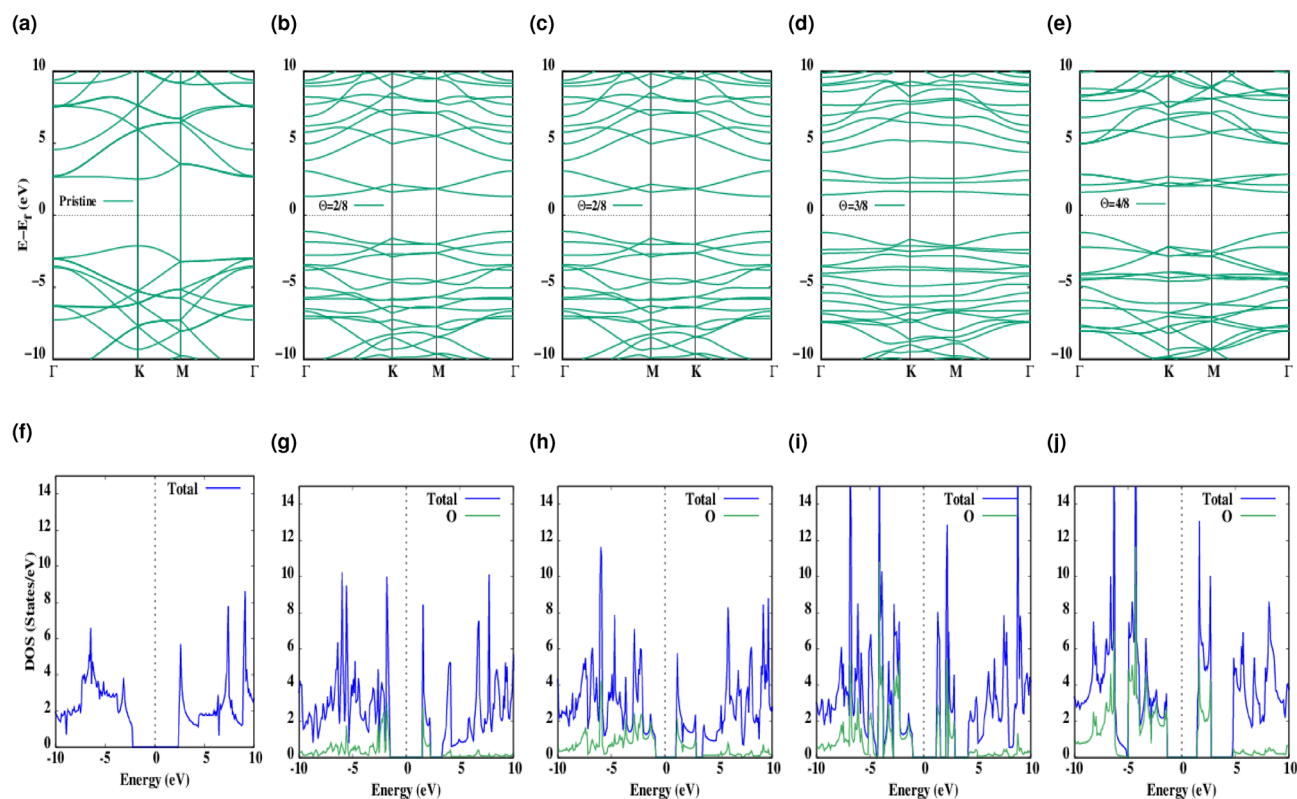 (a) (b) (c) (d) (e)
10 10 10 10 10
5 5 5 5 5
0 0 0 0 0
−5 −5 −5 −5 −5
−10 −10 −10 −10 −10
E−E_F (eV)
Pristine Θ=2/8 Θ=2/8 Θ=3/8 Θ=4/8
Γ K M Γ Γ K M Γ Γ M K Γ Γ K M Γ Γ K M Γ
(f) (g) (h) (i) (j)
Total Total Total Total Total
O O O O
14 14 14 14 14
12 12 12 12 12
10 10 10 10 10
8 8 8 8 8
6 6 6 6 6
4 4 4 4 4
2 2 2 2 2
0 0 0 0 0
DOS (States/eV)
-10 -5 0 5 10 -10 -5 0 5 10 -10 -5 0 5 10 -10 -5 0 5 10 -10 -5 0 5 10
Energy (eV) Energy (eV) Energy (eV) Energy (eV) Energy (eV)